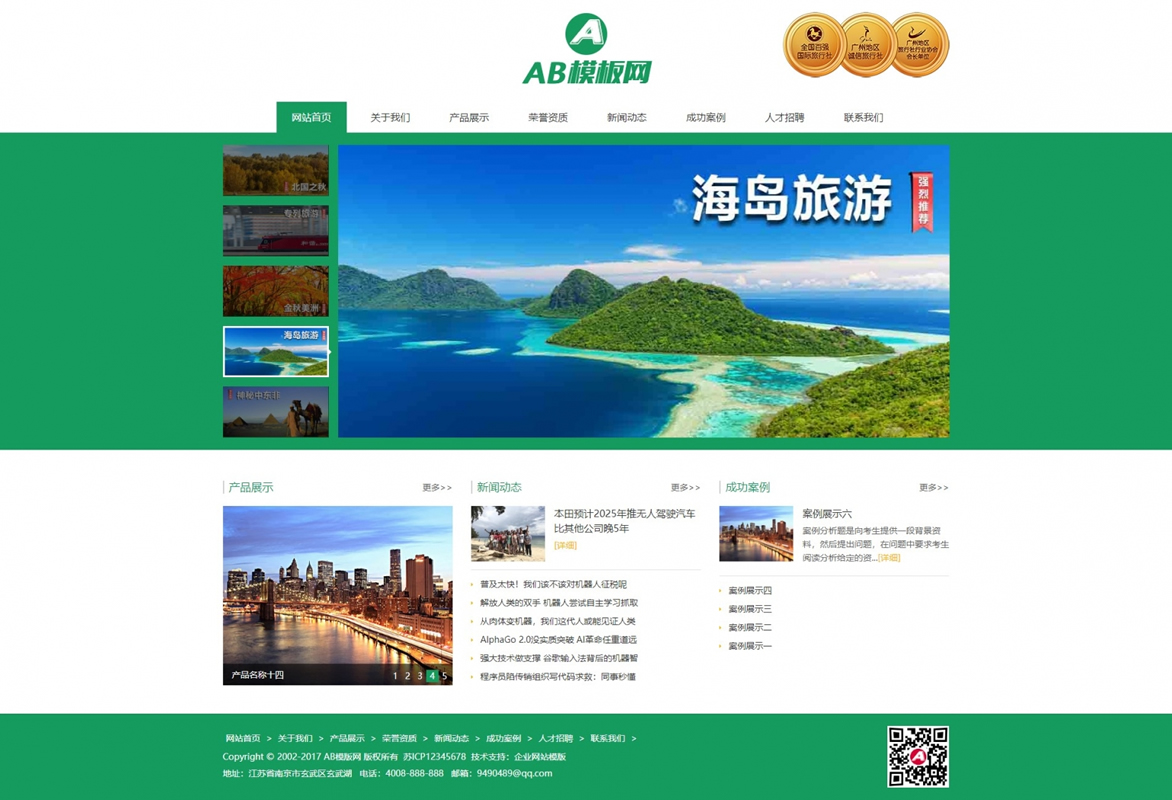 A
AB模板网
全国百强
国际旅行社
广州地区
诚信旅行社
广州地区
旅行社行业协会
会长单位
网站首页 关于我们 产品展示 荣誉资质 新闻动态 成功案例 人才招聘 联系我们
北国之秋
专列旅游
金秋美洲
海岛旅游
神秘中东非
海岛旅游
强烈推荐
产品展示 更多>>
产品名称十四 1 2 3 4 5
新闻动态 更多>>
本田预计2025年推无人驾驶汽车
比其他公司晚5年
[详细]
普及太快!我们该不该对机器人征税呢
解放人类的双手 机器人尝试自主学习抓取
从肉体变机器,我们这代人或能见证人类
AlphaGo 2.0没实质突破 AI革命任重道远
强大技术做支撑 谷歌输入法背后的机器智
程序员陷传销组织写代码求救:同事秒懂
成功案例 更多>>
案例展示六
案例分析题是向考生提供一段背景资
料,然后提出问题,在问题中要求考生
阅读分析给定的资...[详细]
案例展示四
案例展示三
案例展示二
案例展示一
网站首页 > 关于我们 > 产品展示 > 荣誉资质 > 新闻动态 > 成功案例 > 人才招聘 > 联系我们 >
Copyright © 2002-2017 AB模版网 版权所有 苏ICP12345678 技术支持:企业网站模版
地址:江苏省南京市玄武区玄武湖 电话:4008-888-888 邮箱:9490489@qq.com